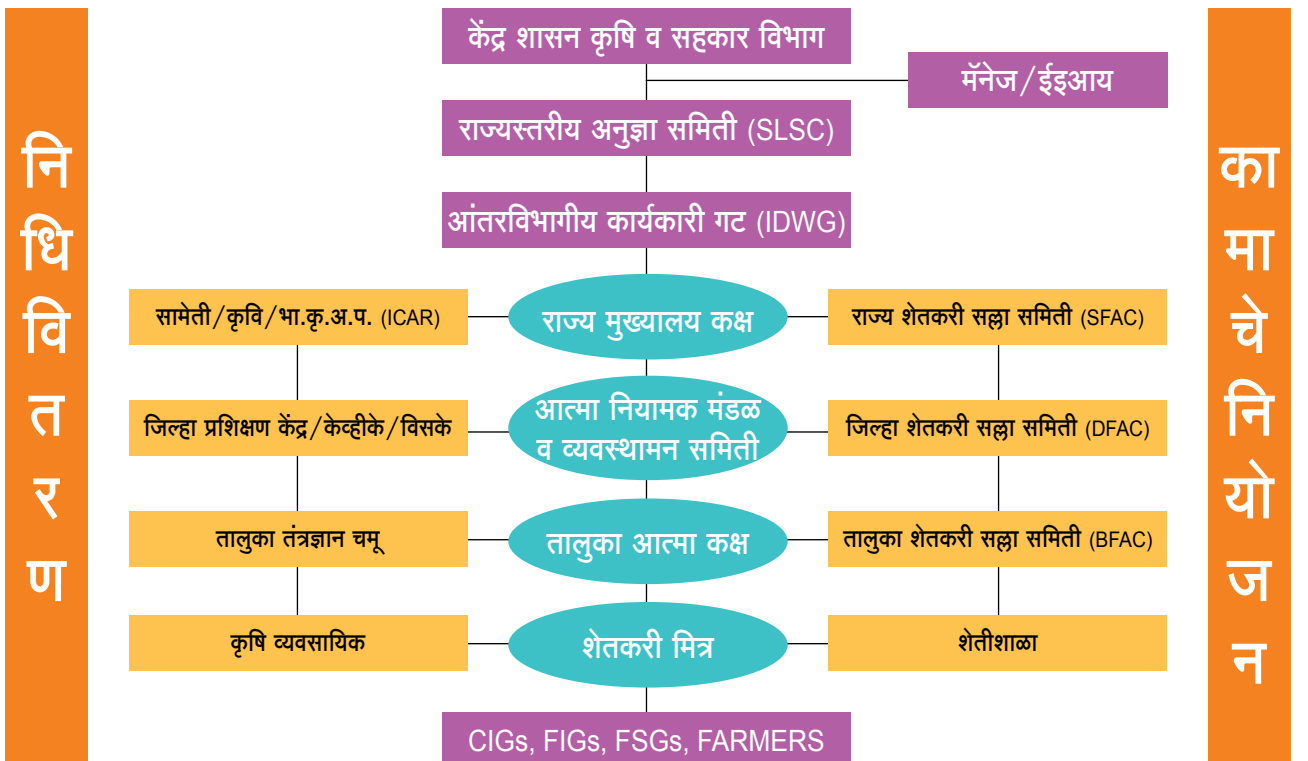 केंद्र शासन कृषि व सहकार विभाग
मॅनेज/ईइआय
राज्यस्तरीय अनुज्ञा समिती (SLSC)
आंतरविभागीय कार्यकारी गट (IDWG)
सामेती/कृवि/भा.कृ.अ.प. (ICAR)
राज्य मुख्यालय कक्ष
राज्य शेतकरी सल्ला समिती (SFAC)
जिल्हा प्रशिक्षण केंद्र/केव्हीके/विसके
आत्मा नियामक मंडळ
व व्यवस्थामन समिती
जिल्हा शेतकरी सल्ला समिती (DFAC)
तालुका तंत्रज्ञान चमू
तालुका आत्मा कक्ष
तालुका शेतकरी सल्ला समिती (BFAC)
कृषि व्यवसायिक
शेतकरी मित्र
शेतीशाळा
CIGs, FIGs, FSGs, FARMERS
नि
धि
वि
त
र
ण
का
मा
चे
नि
यो
ज
न